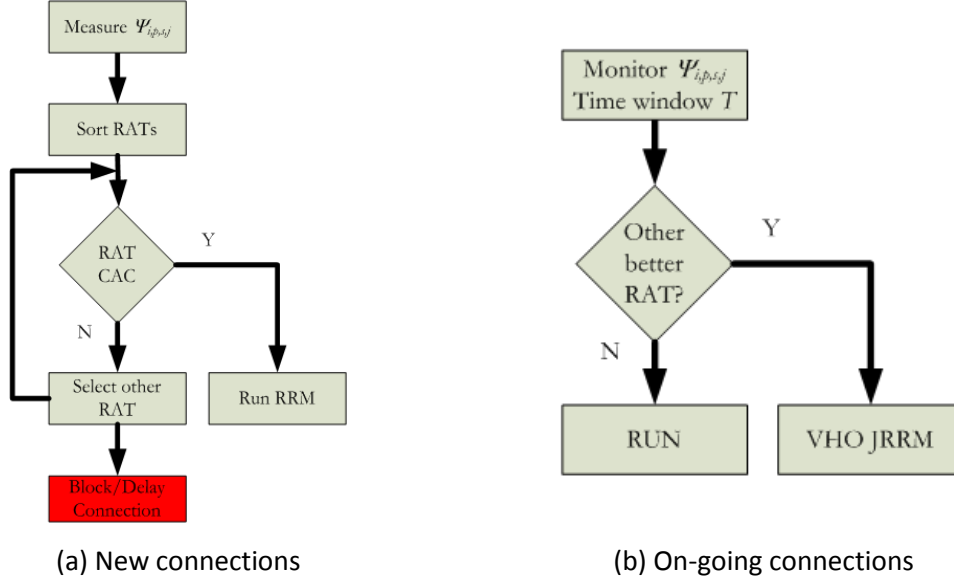 Measure Ψi,p,s,j
Sort RATs
RAT
CAC
Y
N
Select other
RAT
Run RRM
Block/Delay
Connection
(a) New connections
Monitor Ψi,p,s,j
Time window T
Other
better
RAT?
Y
N
RUN
VHO JRRM
(b) On-going connections